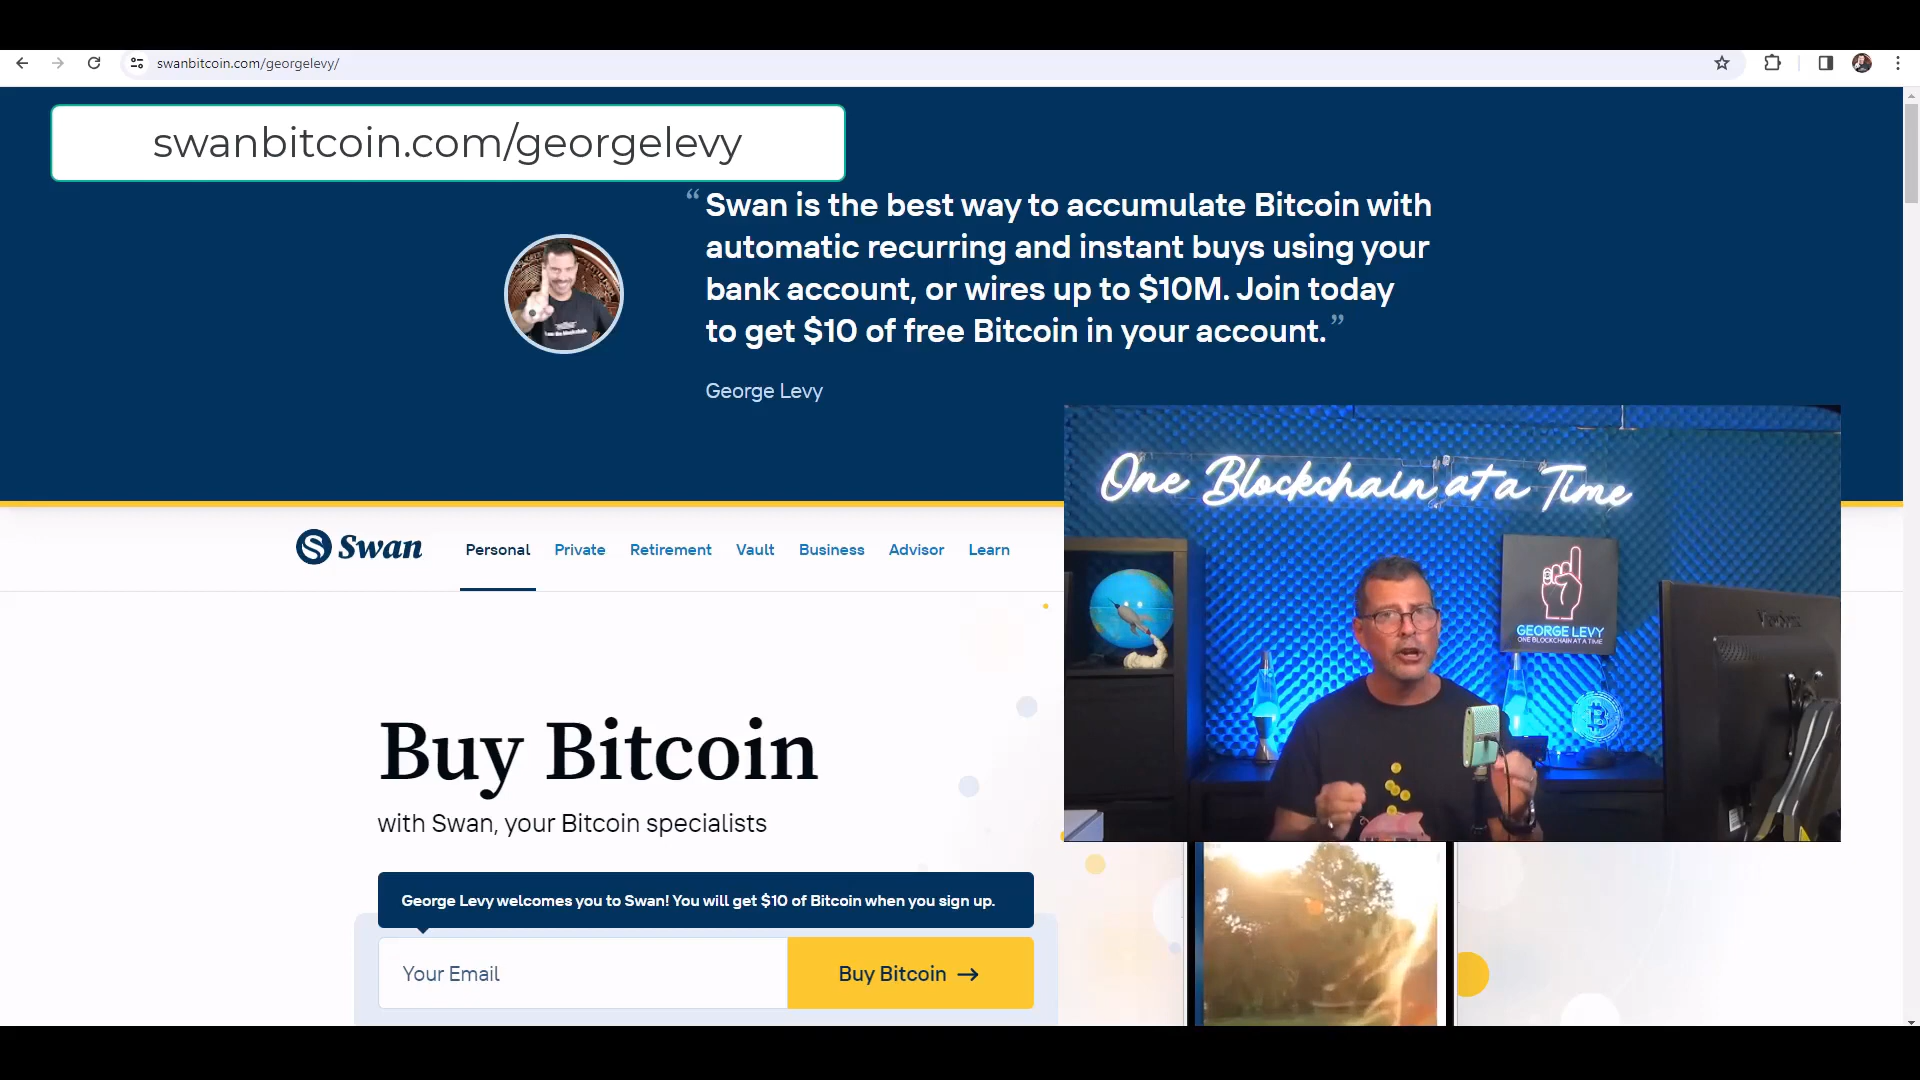 swanbitcoin.com/georgelevy/
swanbitcoin.com/georgelevy
“ Swan is the best way to accumulate Bitcoin with
automatic recurring and instant buys using your
bank account, or wires up to $10M. Join today
to get $10 of free Bitcoin in your account. ”
George Levy
One Blockchain at a Time
GEORGE LEVY
ONE BLOCKCHAIN AT A TIME
Swan
Personal Private Retirement Vault Business Advisor Learn
Buy Bitcoin
with Swan, your Bitcoin specialists
George Levy welcomes you to Swan! You will get $10 of Bitcoin when you sign up.
Your Email
Buy Bitcoin →